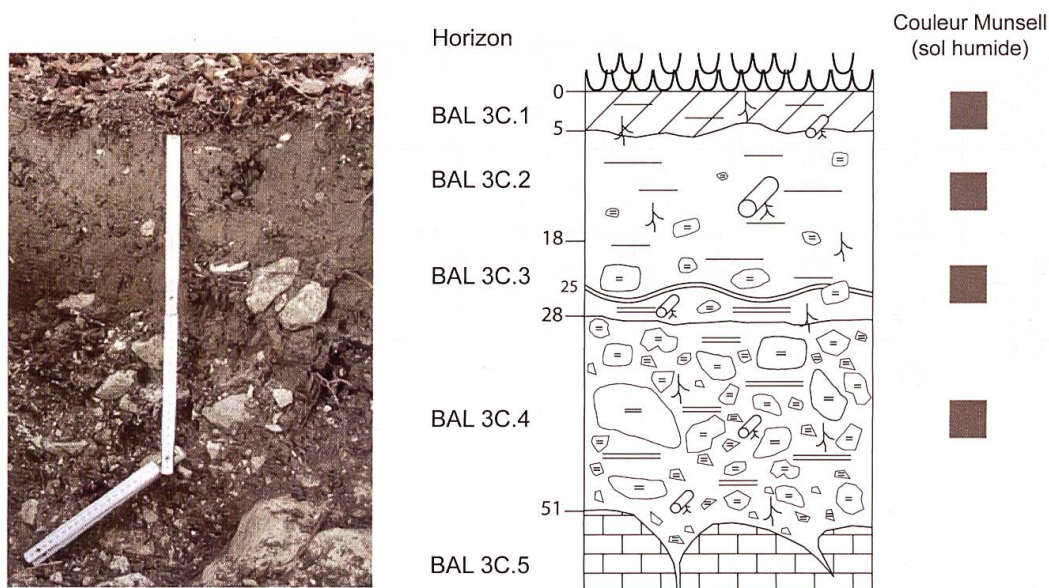 Horizon
Couleur Munsell
(sol humide)
0
BAL 3C.1
5
BAL 3C.2
18
BAL 3C.3
25
28
BAL 3C.4
51
BAL 3C.5